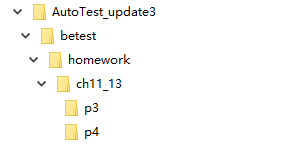 AutoTest_update3
betest
homework
ch11_13
p3
p4